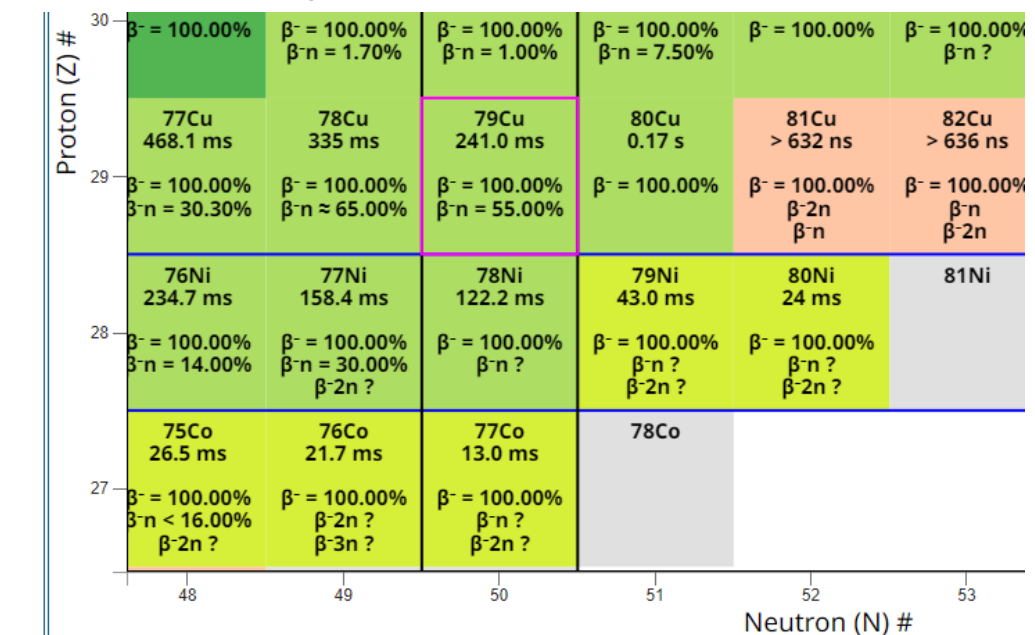 Proton (Z) #
30
β⁻ = 100.00%
β⁻ = 100.00%
β⁻n = 1.70%
β⁻ = 100.00%
β⁻n = 1.00%
β⁻ = 100.00%
β⁻n = 7.50%
β⁻ = 100.00%
β⁻ = 100.00%
β⁻n ?
29
77Cu
468.1 ms
β⁻ = 100.00%
β⁻n = 30.30%
78Cu
335 ms
β⁻ = 100.00%
β⁻n ≈ 65.00%
79Cu
241.0 ms
β⁻ = 100.00%
β⁻n = 55.00%
80Cu
0.17 s
β⁻ = 100.00%
81Cu
> 632 ns
β⁻ = 100.00%
β⁻2n
β⁻n
82Cu
> 636 ns
β⁻ = 100.00%
β⁻n
β⁻2n
28
76Ni
234.7 ms
β⁻ = 100.00%
β⁻n = 14.00%
77Ni
158.4 ms
β⁻ = 100.00%
β⁻n = 30.00%
β⁻2n ?
78Ni
122.2 ms
β⁻ = 100.00%
β⁻n ?
79Ni
43.0 ms
β⁻ = 100.00%
β⁻n ?
β⁻2n ?
80Ni
24 ms
β⁻ = 100.00%
β⁻n ?
β⁻2n ?
81Ni
27
75Co
26.5 ms
β⁻ = 100.00%
β⁻n < 16.00%
β⁻2n ?
76Co
21.7 ms
β⁻ = 100.00%
β⁻2n ?
β⁻3n ?
77Co
13.0 ms
β⁻ = 100.00%
β⁻n ?
β⁻2n ?
78Co
48 49 50 51 52 53
Neutron (N) #